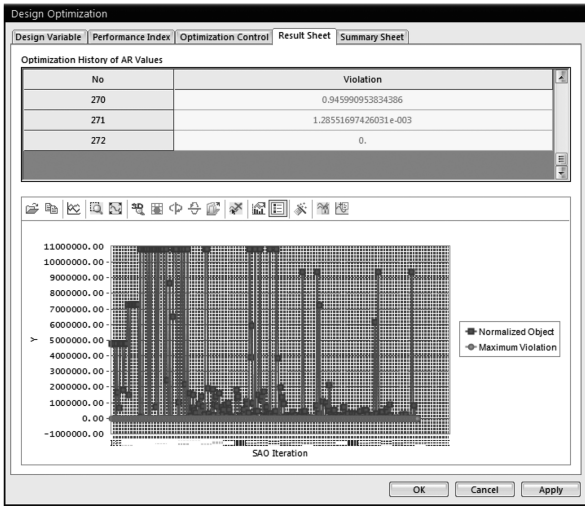 Design Optimization
Design Variable Performance Index Optimization Control Result Sheet Summary Sheet
Optimization History of AR Values
No Violation
270 0.945990953834386
271 1.28551697426031e-003
272 0.
11000000.00
10000000.00
9000000.00
8000000.00
7000000.00
6000000.00
5000000.00
4000000.00
3000000.00
2000000.00
1000000.00
0.00
-1000000.00
Y
Normalized Object
Maximum Violation
SAO Iteration
OK Cancel Apply